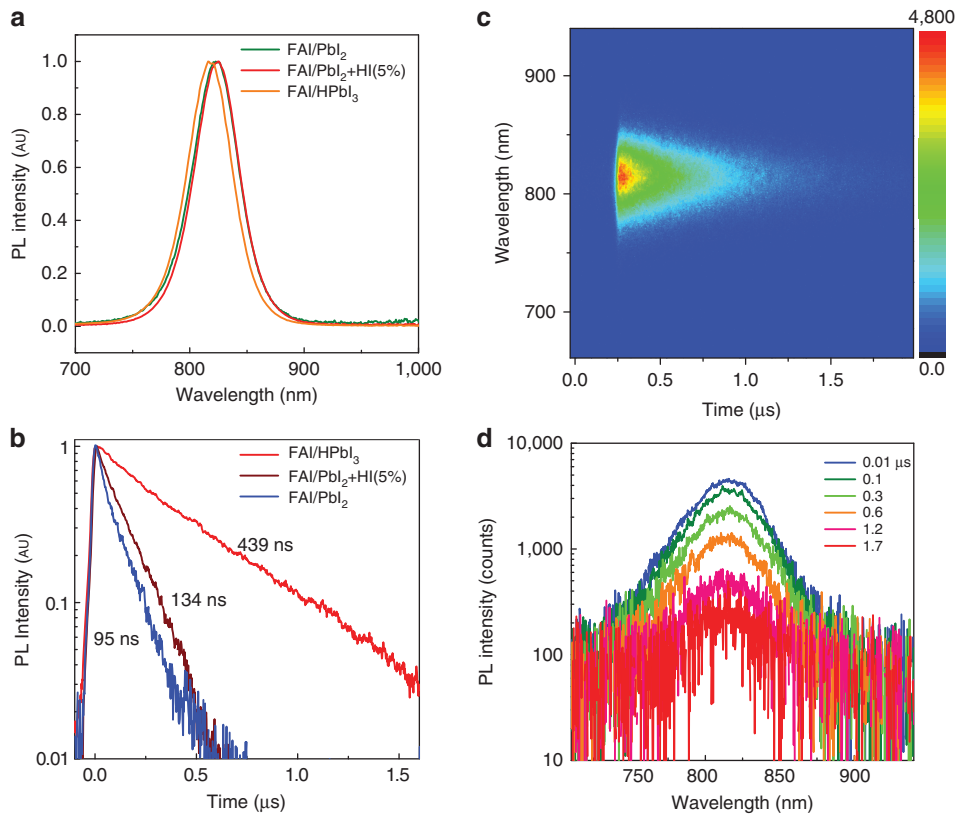 a
FAI/PbI2
FAI/PbI2+HI(5%)
FAI/HPbI3
1.0
0.8
0.6
0.4
0.2
0.0
PL intensity (AU)
700 800 900 1,000
Wavelength (nm)
b
FAI/HPbI3
FAI/PbI2+HI(5%)
FAI/PbI2
439 ns
134 ns
95 ns
1
0.1
0.01
PL Intensity (AU)
0.0 0.5 1.0 1.5
Time (μs)
c
4,800
0.0
900
800
700
Wavelength (nm)
0.0 0.5 1.0 1.5
Time (μs)
d
10,000
1,000
100
10
PL intensity (counts)
0.01 μs
0.1
0.3
0.6
1.2
1.7
750 800 850 900
Wavelength (nm)